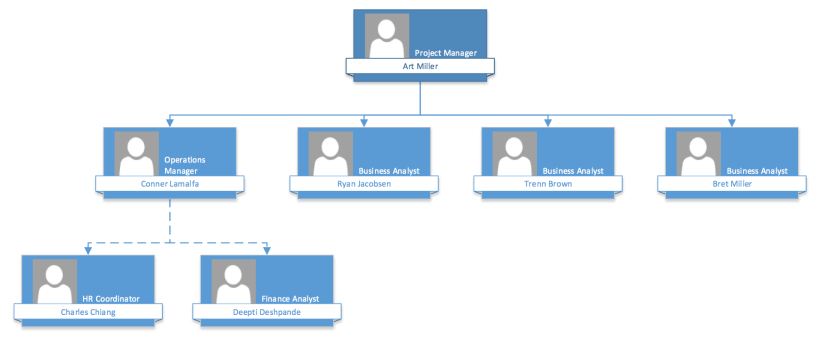 Project Manager
Art Miller
Operations
Manager
Conner Lamalfa
Business Analyst
Ryan Jacobsen
Business Analyst
Trenn Brown
Business Analyst
Bret Miller
HR Coordinator
Charles Chiang
Finance Analyst
Deepti Deshpande